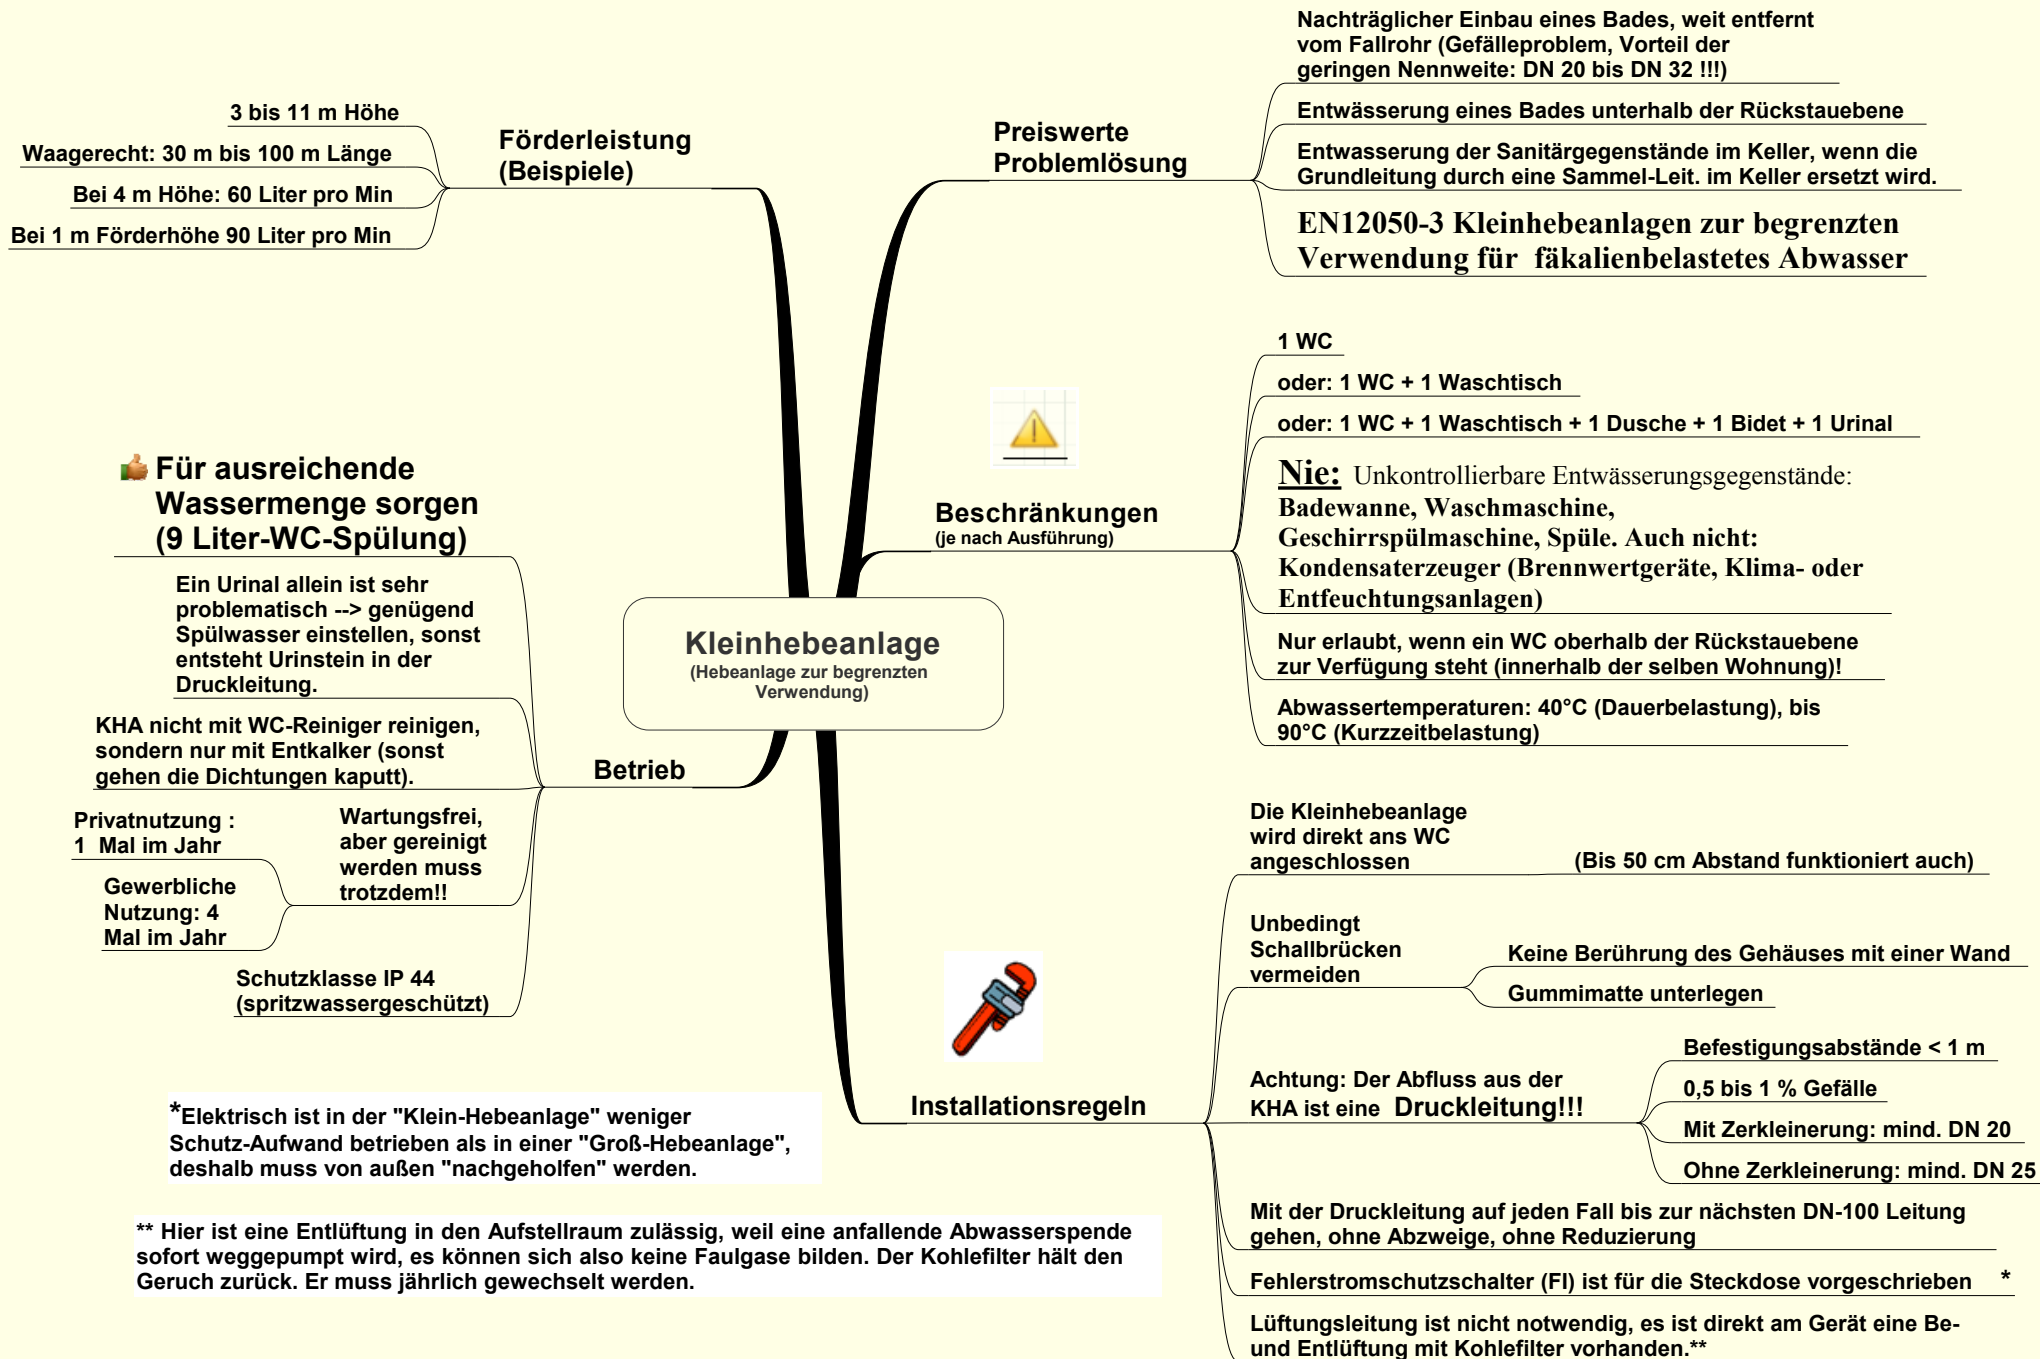 Nachträglicher Einbau eines Bades, weit entfernt
vom Fallrohr (Gefälleproblem, Vorteil der
geringen Nennweite: DN 20 bis DN 32 !!!)
Entwässerung eines Bades unterhalb der Rückstauebene
Entwasserung der Sanitärgegenstände im Keller, wenn die
Grundleitung durch eine Sammel-Leit. im Keller ersetzt wird.
EN12050-3 Kleinhebeanlagen zur begrenzten
Verwendung für fäkalienbelastetes Abwasser
Preiswerte
Problemlösung
3 bis 11 m Höhe
Waagerecht: 30 m bis 100 m Länge
Bei 4 m Höhe: 60 Liter pro Min
Bei 1 m Förderhöhe 90 Liter pro Min
Förderleistung
(Beispiele)
1 WC
oder: 1 WC + 1 Waschtisch
oder: 1 WC + 1 Waschtisch + 1 Dusche + 1 Bidet + 1 Urinal
Nie: Unkontrollierbare Entwässerungsgegenstände:
Badewanne, Waschmaschine,
Geschirrspülmaschine, Spüle. Auch nicht:
Kondensaterzeuger (Brennwertgeräte, Klima- oder
Entfeuchtungsanlagen)
Nur erlaubt, wenn ein WC oberhalb der Rückstauebene
zur Verfügung steht (innerhalb der selben Wohnung)!
Abwassertemperaturen: 40°C (Dauerbelastung), bis
90°C (Kurzzeitbelastung)
Beschränkungen
(je nach Ausführung)
Für ausreichende
Wassermenge sorgen
(9 Liter-WC-Spülung)
Ein Urinal allein ist sehr
problematisch --> genügend
Spülwasser einstellen, sonst
entsteht Urinstein in der
Druckleitung.
KHA nicht mit WC-Reiniger reinigen,
sondern nur mit Entkalker (sonst
gehen die Dichtungen kaputt).
Privatnutzung :
1 Mal im Jahr
Gewerbliche
Nutzung: 4
Mal im Jahr
Wartungsfrei,
aber gereinigt
werden muss
trotzdem!!
Schutzklasse IP 44
(spritzwassergeschützt)
Betrieb
Kleinhebeanlage
(Hebeanlage zur begrenzten
Verwendung)
Die Kleinhebeanlage
wird direkt ans WC
angeschlossen
(Bis 50 cm Abstand funktioniert auch)
Unbedingt
Schallbrücken
vermeiden
Keine Berührung des Gehäuses mit einer Wand
Gummimatte unterlegen
Achtung: Der Abfluss aus der
KHA ist eine Druckleitung!!!
Befestigungsabstände < 1 m
0,5 bis 1 % Gefälle
Mit Zerkleinerung: mind. DN 20
Ohne Zerkleinerung: mind. DN 25
Mit der Druckleitung auf jeden Fall bis zur nächsten DN-100 Leitung
gehen, ohne Abzweige, ohne Reduzierung
Fehlerstromschutzschalter (FI) ist für die Steckdose vorgeschrieben *
Lüftungsleitung ist nicht notwendig, es ist direkt am Gerät eine Be-
und Entlüftung mit Kohlefilter vorhanden.**
Installationsregeln
*Elektrisch ist in der "Klein-Hebeanlage" weniger
Schutz-Aufwand betrieben als in einer "Groß-Hebeanlage",
deshalb muss von außen "nachgeholfen" werden.
** Hier ist eine Entlüftung in den Aufstellraum zulässig, weil eine anfallende Abwasserspende
sofort weggepumpt wird, es können sich also keine Faulgase bilden. Der Kohlefilter hält den
Geruch zurück. Er muss jährlich gewechselt werden.